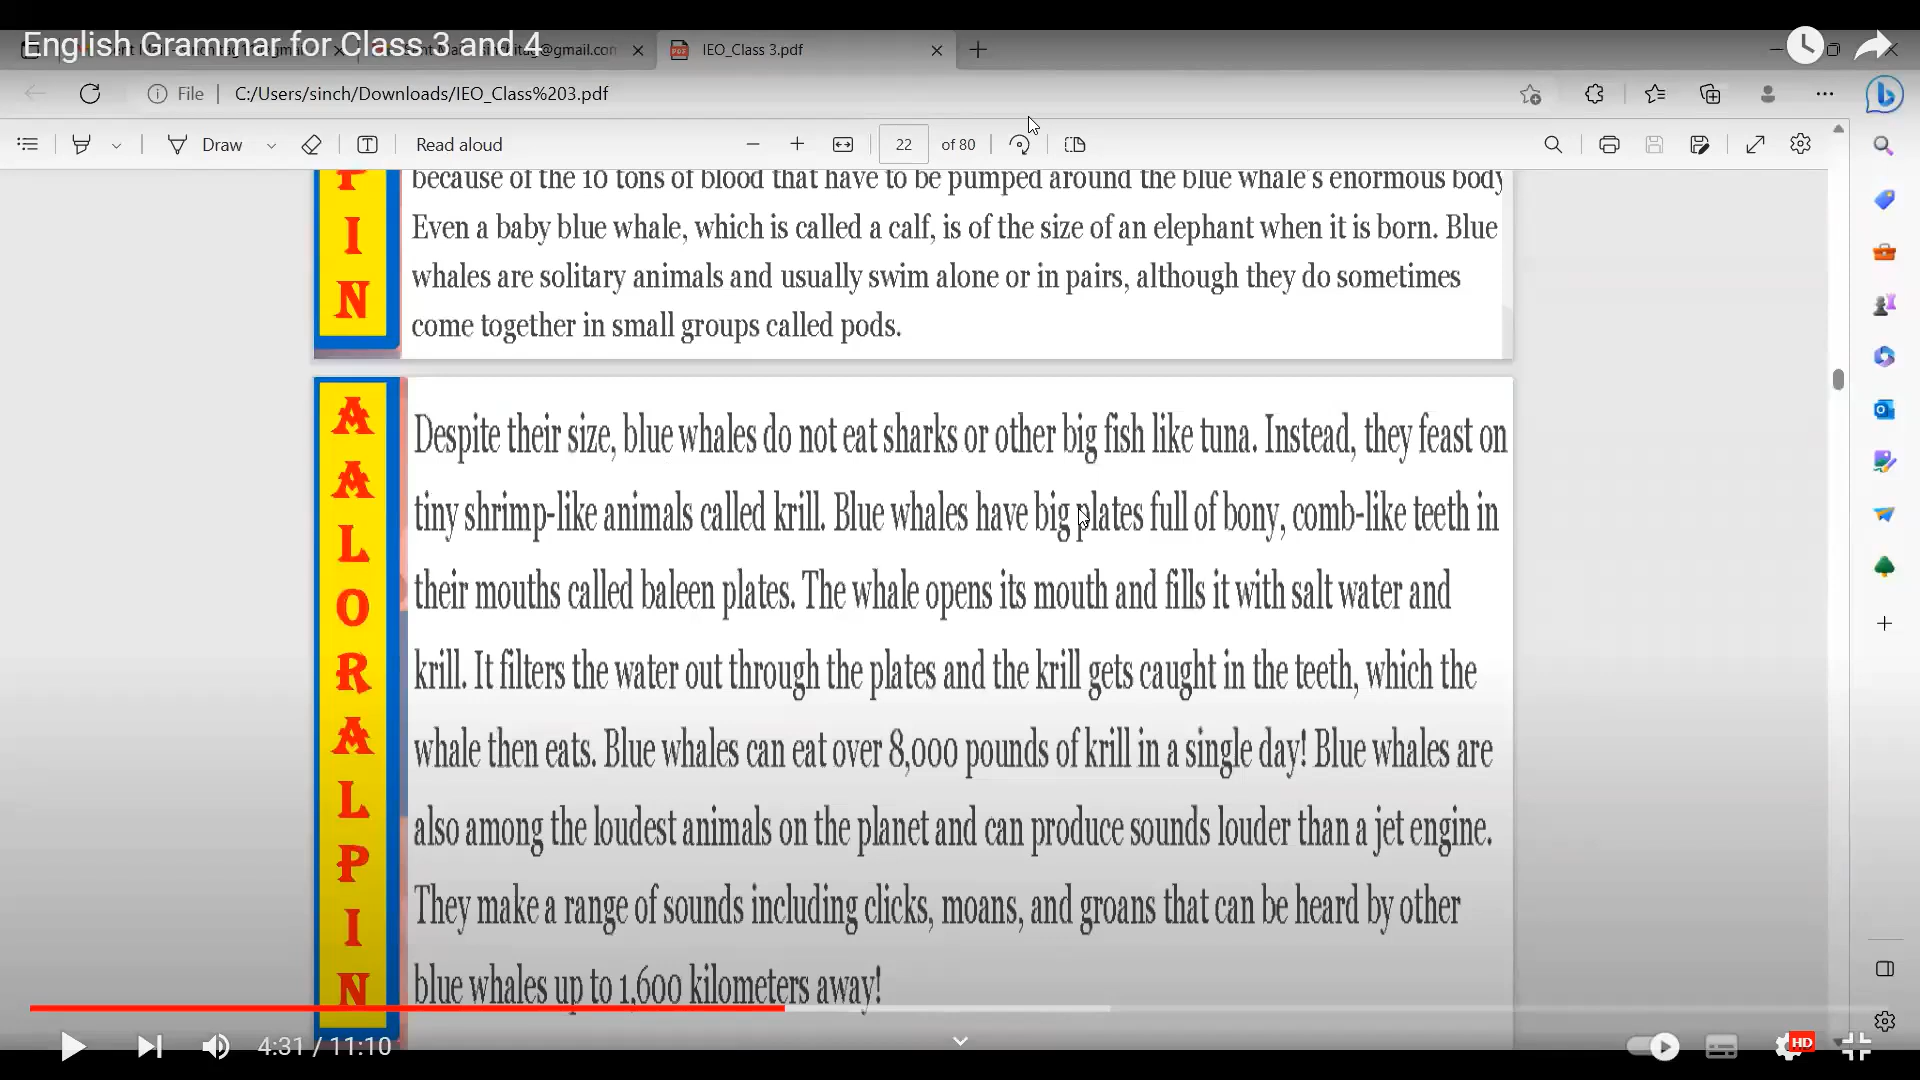 English Grammar for Class 3 and 4
@gmail.con
IEO_Class 3.pdf
File
C:/Users/sinch/Downloads/IEO_Class%203.pdf
Draw
Read aloud
22
of 80
because of the 10 tons of blood that have to be pumped around the blue whale's enormous body
Even a baby blue whale, which is called a calf, is of the size of an elephant when it is born. Blue
whales are solitary animals and usually swim alone or in pairs, although they do sometimes
come together in small groups called pods.
P
I
N
Despite their size, blue whales do not eat sharks or other big fish like tuna. Instead, they feast on
tiny shrimp-like animals called krill. Blue whales have big plates full of bony, comb-like teeth in
their mouths called baleen plates. The whale opens its mouth and fills it with salt water and
krill. It filters the water out through the plates and the krill gets caught in the teeth, which the
whale then eats. Blue whales can eat over 8,000 pounds of krill in a single day! Blue whales are
also among the loudest animals on the planet and can produce sounds louder than a jet engine.
They make a range of sounds including clicks, moans, and groans that can be heard by other
blue whales up to 1,600 kilometers away!
A
A
L
O
R
A
L
P
I
N
4:31 / 11:10
HD